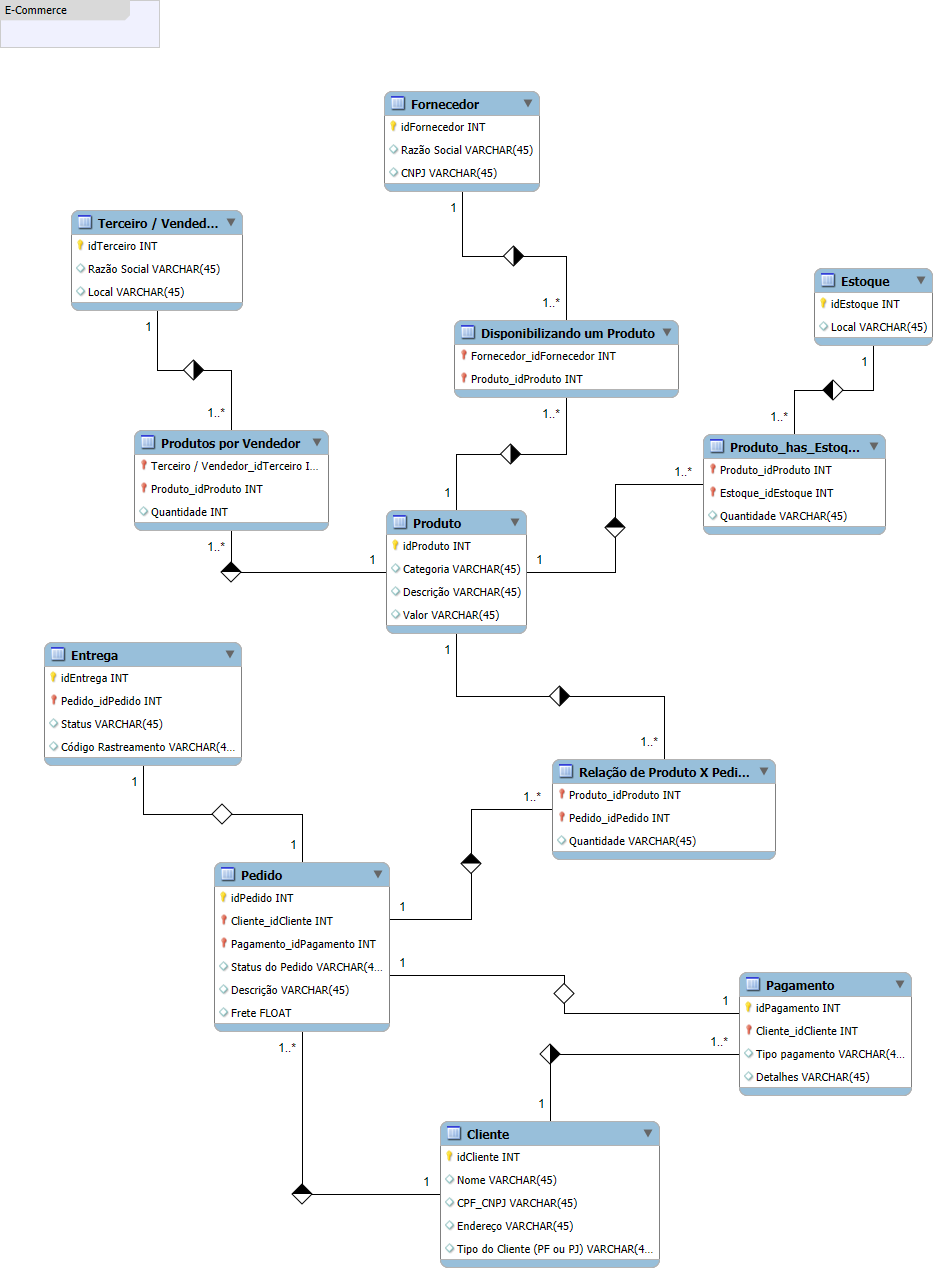 E-Commerce
Fornecedor
idFornecedor INT
Razão Social VARCHAR(45)
CNPJ VARCHAR(45)
1
1..*
Terceiro / Vended...
idTerceiro INT
Razão Social VARCHAR(45)
Local VARCHAR(45)
1
1..*
Estoque
idEstoque INT
Local VARCHAR(45)
1
1..*
Disponibilizando um Produto
Fornecedor_idFornecedor INT
Produto_idProduto INT
1..*
1
Produtos por Vendedor
Terceiro / Vendedor_idTerceiro I...
Produto_idProduto INT
Quantidade INT
1..*
1
Produto_has_Estoq...
Produto_idProduto INT
Estoque_idEstoque INT
Quantidade VARCHAR(45)
1..*
1
Produto
idProduto INT
Categoria VARCHAR(45)
Descrição VARCHAR(45)
Valor VARCHAR(45)
1
1..*
Entrega
idEntrega INT
Pedido_idPedido INT
Status VARCHAR(45)
Código Rastreamento VARCHAR(4...
1
1
Relação de Produto X Pedi...
Produto_idProduto INT
Pedido_idPedido INT
Quantidade VARCHAR(45)
1..*
1
Pedido
idPedido INT
Cliente_idCliente INT
Pagamento_idPagamento INT
Status do Pedido VARCHAR(4...
Descrição VARCHAR(45)
Frete FLOAT
1
1
1..*
1
Pagamento
idPagamento INT
Cliente_idCliente INT
Tipo pagamento VARCHAR(4...
Detalhes VARCHAR(45)
1..*
1
Cliente
idCliente INT
Nome VARCHAR(45)
CPF_CNPJ VARCHAR(45)
Endereço VARCHAR(45)
Tipo do Cliente (PF ou PJ) VARCHAR(4...